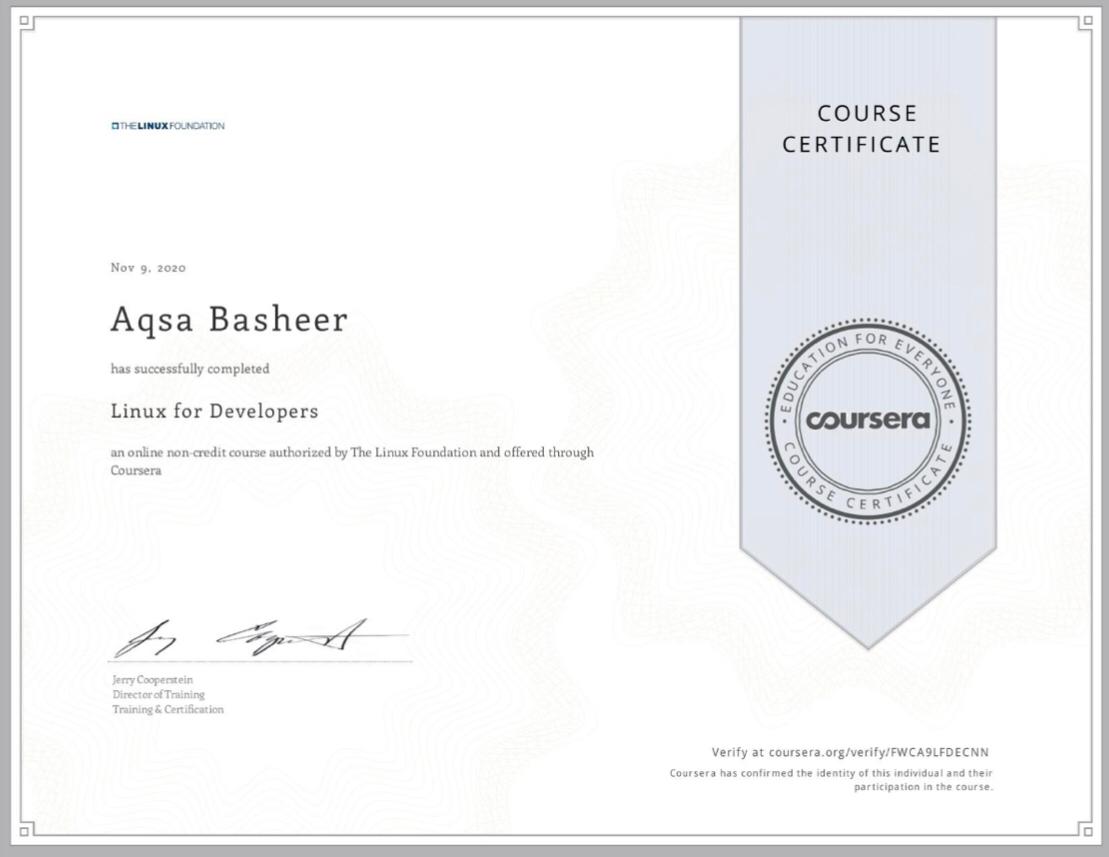 THE LINUX FOUNDATION
COURSE
CERTIFICATE
Nov 9, 2020
Aqsa Basheer
has successfully completed
Linux for Developers
an online non-credit course authorized by The Linux Foundation and offered through
Coursera
EDUCATION FOR EVERYONE
coursera
COURSE CERTIFICATE
Jerry Cooperstein
Director of Training
Training & Certification
Verify at coursera.org/verify/FWCA9LFDECNN
Coursera has confirmed the identity of this individual and their
participation in the course.